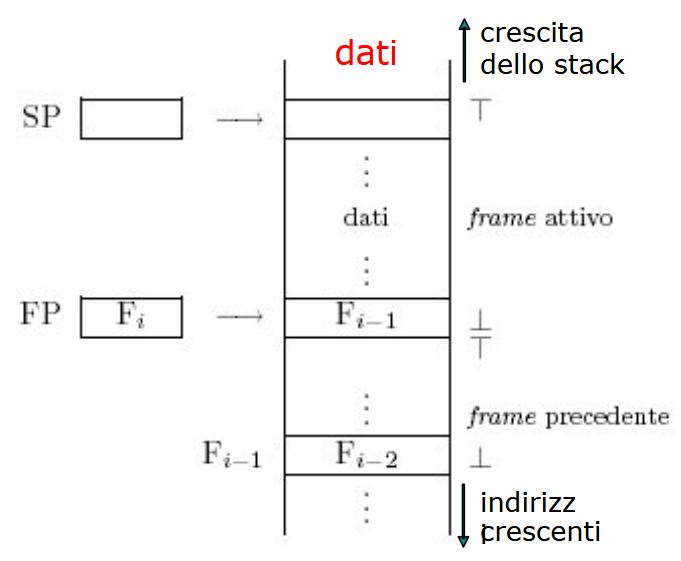 dati
crescita
dello stack
SP
⟶
⊤
⋮
dati
frame attivo
⋮
FP
F_i
⟶
F_{i−1}
⊥
⊤
⋮
frame precedente
F_{i−1}
F_{i−2}
⊥
⋮
indirizz
i
crescenti